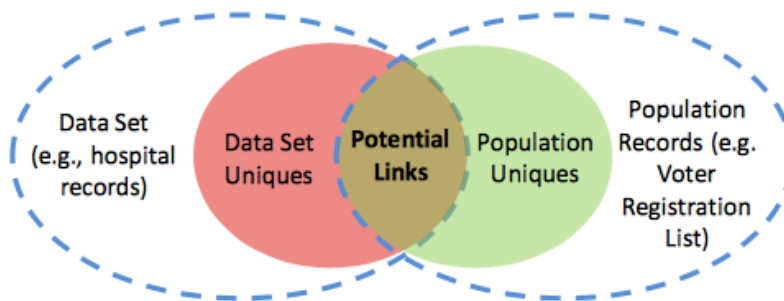 Data Set
(e.g., hospital
records)
Data Set
Uniques
Potential
Links
Population
Uniques
Population
Records (e.g.
Voter
Registration
List)